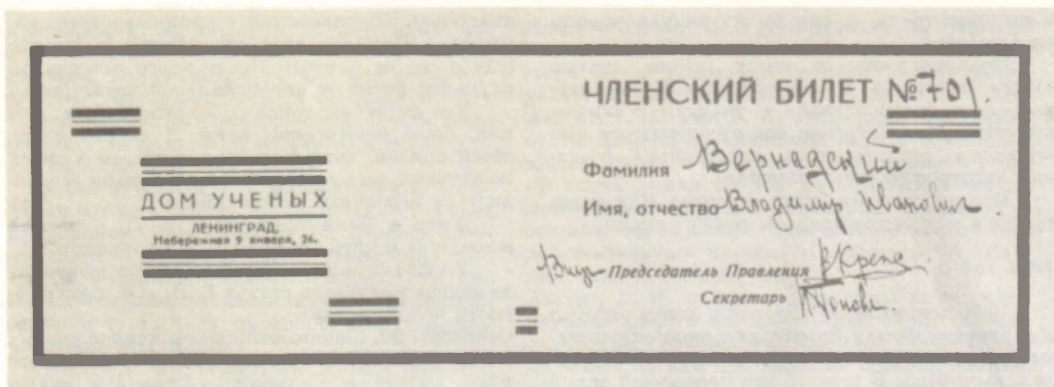 ДОМ УЧЕНЫХ
ЛЕНИНГРАД,
Набережная 9 января, 24.
ЧЛЕНСКИЙ БИЛЕТ №701.
Фамилия Вернадский
Имя, отчество Владимир Иванович.
Вице-Председатель Правления
Секретарь